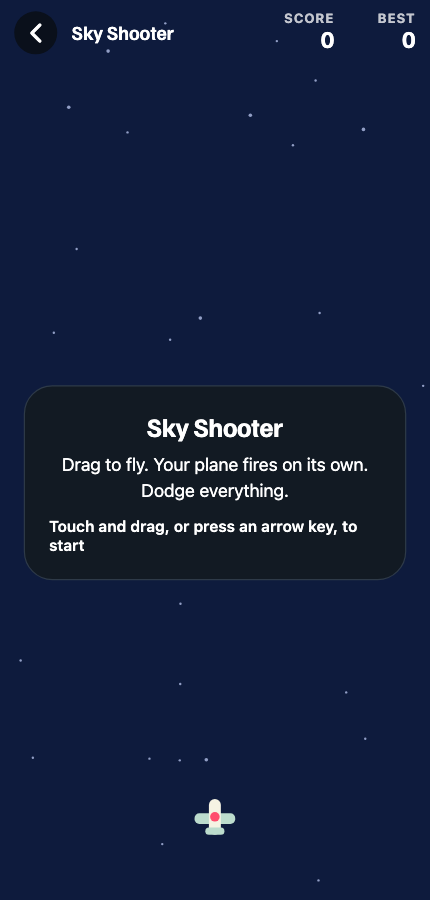 Sky Shooter
SCORE
0
BEST
0
Sky Shooter
Drag to fly. Your plane fires on its own.
Dodge everything.
Touch and drag, or press an arrow key, to
start